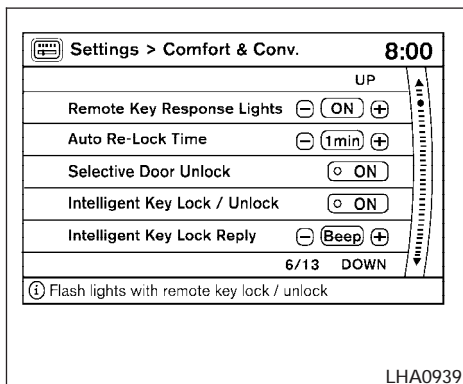 Settings > Comfort & Conv. 8:00
UP
Remote Key Response Lights ON
Auto Re-Lock Time 1min
Selective Door Unlock ON
Intelligent Key Lock / Unlock ON
Intelligent Key Lock Reply Beep
6/13 DOWN
Flash lights with remote key lock / unlock
LHA0939